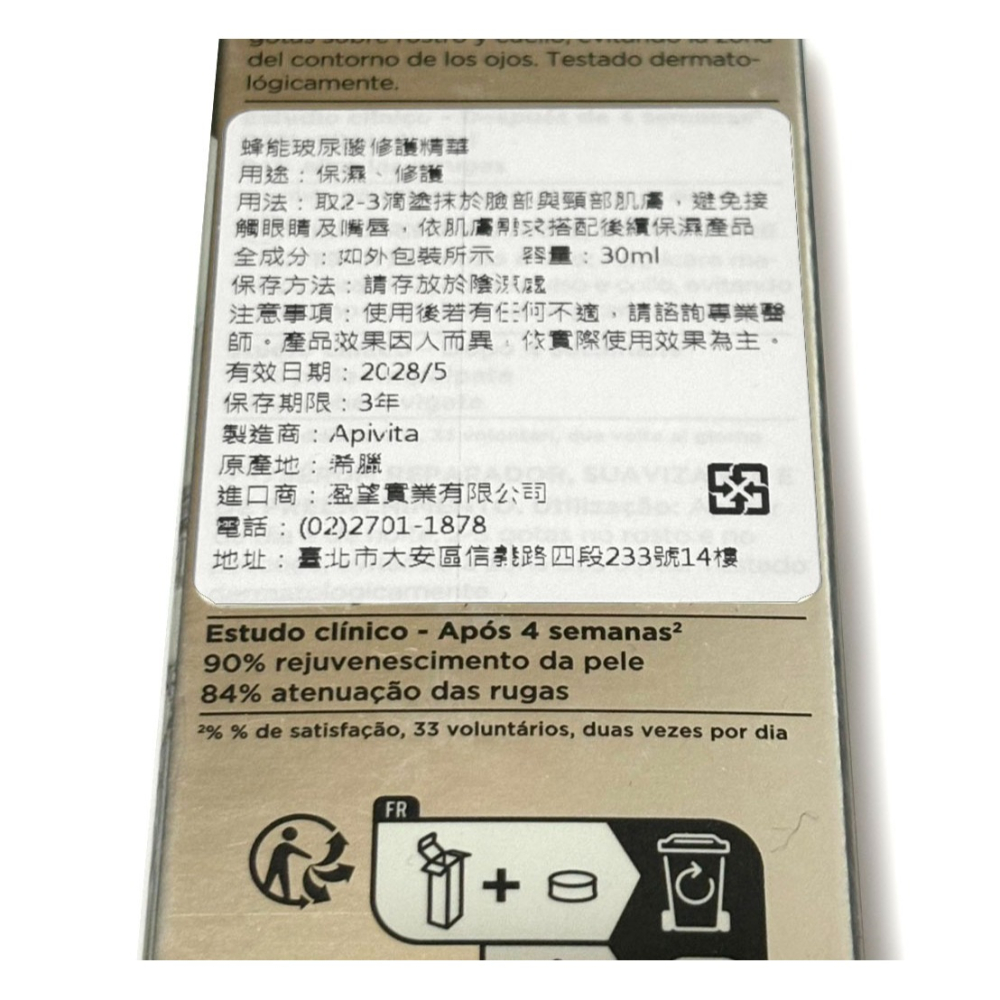 gotas sobre rostro y cuello, evitando la zona
del contorno de los ojos. Testado dermato-
lógicamente.
蜂能玻尿酸修護精華
用途：保濕、修護
用法：取2-3滴塗抹於臉部與頸部肌膚，避免接
觸眼睛及嘴唇，依肌膚需求搭配後續保濕產品
全成分：如外包裝所示 容量：30ml
保存方法：請存放於陰涼處
注意事項：使用後若有任何不適，請諮詢專業醫
師。產品效果因人而異，依實際使用效果為主。
有效日期：2028/5
保存期限：3年
製造商：Apivita
原產地：希臘
進口商：盈望實業有限公司
電話：(02)2701-1878
地址：臺北市大安區信義路四段233號14樓
Estudo clínico - Após 4 semanas²
90% rejuvenescimento da pele
84% atenuação das rugas
²% % de satisfação, 33 voluntários, duas vezes por dia
FR